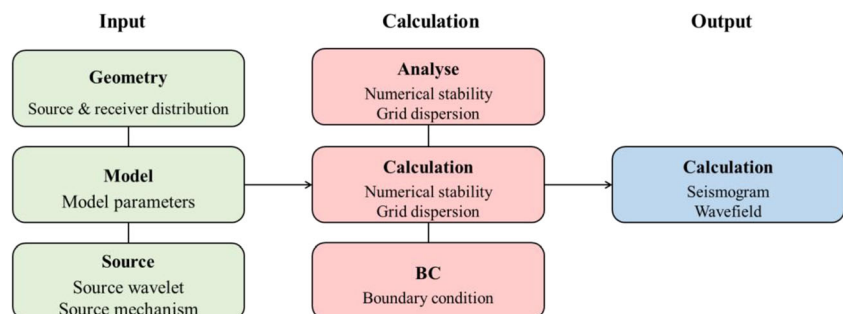 Input
Calculation
Output
Geometry
Source & receiver distribution
Model
Model parameters
Source
Source wavelet
Source mechanism
Analyse
Numerical stability
Grid dispersion
Calculation
Numerical stability
Grid dispersion
BC
Boundary condition
Calculation
Seismogram
Wavefield